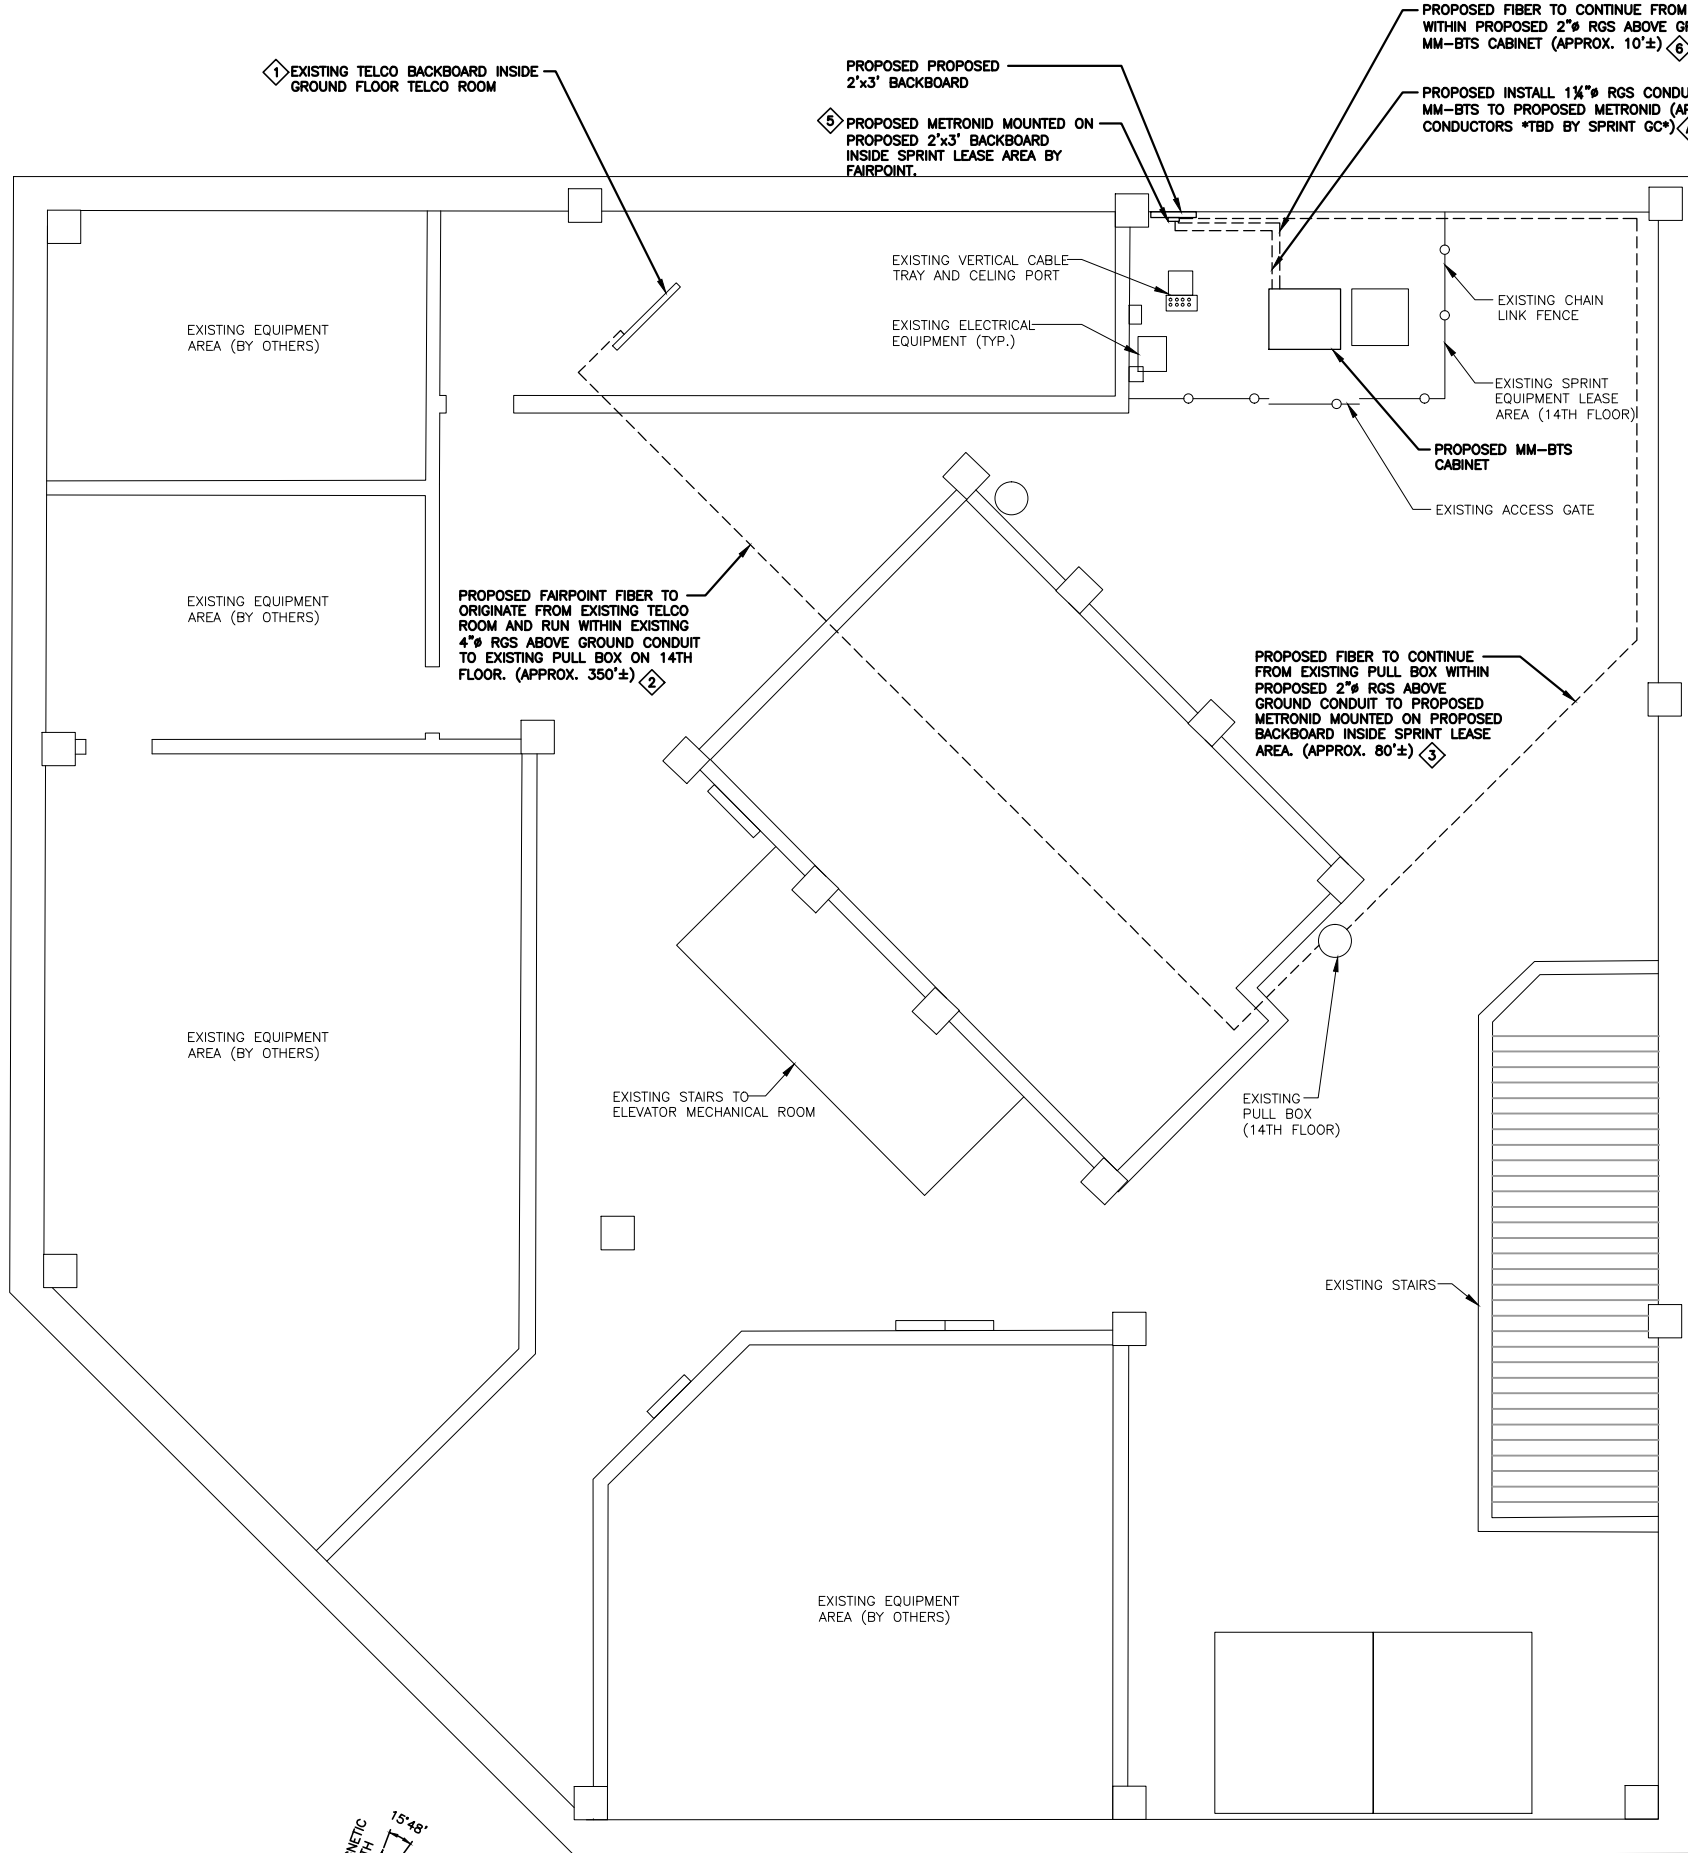 PROPOSED FIBER TO CONTINUE FROM
WITHIN PROPOSED 2"ø RGS ABOVE
MM-BTS CABINET (APPROX. 10'±) 6
1 EXISTING TELCO BACKBOARD INSIDE
GROUND FLOOR TELCO ROOM
PROPOSED PROPOSED
2'x3' BACKBOARD
PROPOSED INSTALL 1¼"ø RGS
MM-BTS TO PROPOSED METRONID
CONDUCTORS *TBD BY SPRINT GC*)
5 PROPOSED METRONID MOUNTED ON
PROPOSED 2'x3' BACKBOARD
INSIDE SPRINT LEASE AREA BY
FAIRPOINT.
EXISTING VERTICAL CABLE
TRAY AND CELING PORT
EXISTING ELECTRICAL
EQUIPMENT (TYP.)
EXISTING CHAIN
LINK FENCE
EXISTING EQUIPMENT
AREA (BY OTHERS)
EXISTING SPRINT
EQUIPMENT LEASE
AREA (14TH FLOOR)
PROPOSED MM-BTS
CABINET
EXISTING ACCESS GATE
EXISTING EQUIPMENT
AREA (BY OTHERS)
PROPOSED FAIRPOINT FIBER TO
ORIGINATE FROM EXISTING TELCO
ROOM AND RUN WITHIN EXISTING
4"ø RGS ABOVE GROUND CONDUIT
TO EXISTING PULL BOX ON 14TH
FLOOR. (APPROX. 350'±) 2
PROPOSED FIBER TO CONTINUE
FROM EXISTING PULL BOX WITHIN
PROPOSED 2"ø RGS ABOVE
GROUND CONDUIT TO PROPOSED
METRONID MOUNTED ON PROPOSED
BACKBOARD INSIDE SPRINT LEASE
AREA. (APPROX. 80'±) 3
EXISTING EQUIPMENT
AREA (BY OTHERS)
EXISTING STAIRS TO
ELEVATOR MECHANICAL ROOM
EXISTING
PULL BOX
(14TH FLOOR)
EXISTING STAIRS
EXISTING EQUIPMENT
AREA (BY OTHERS)
15°48'